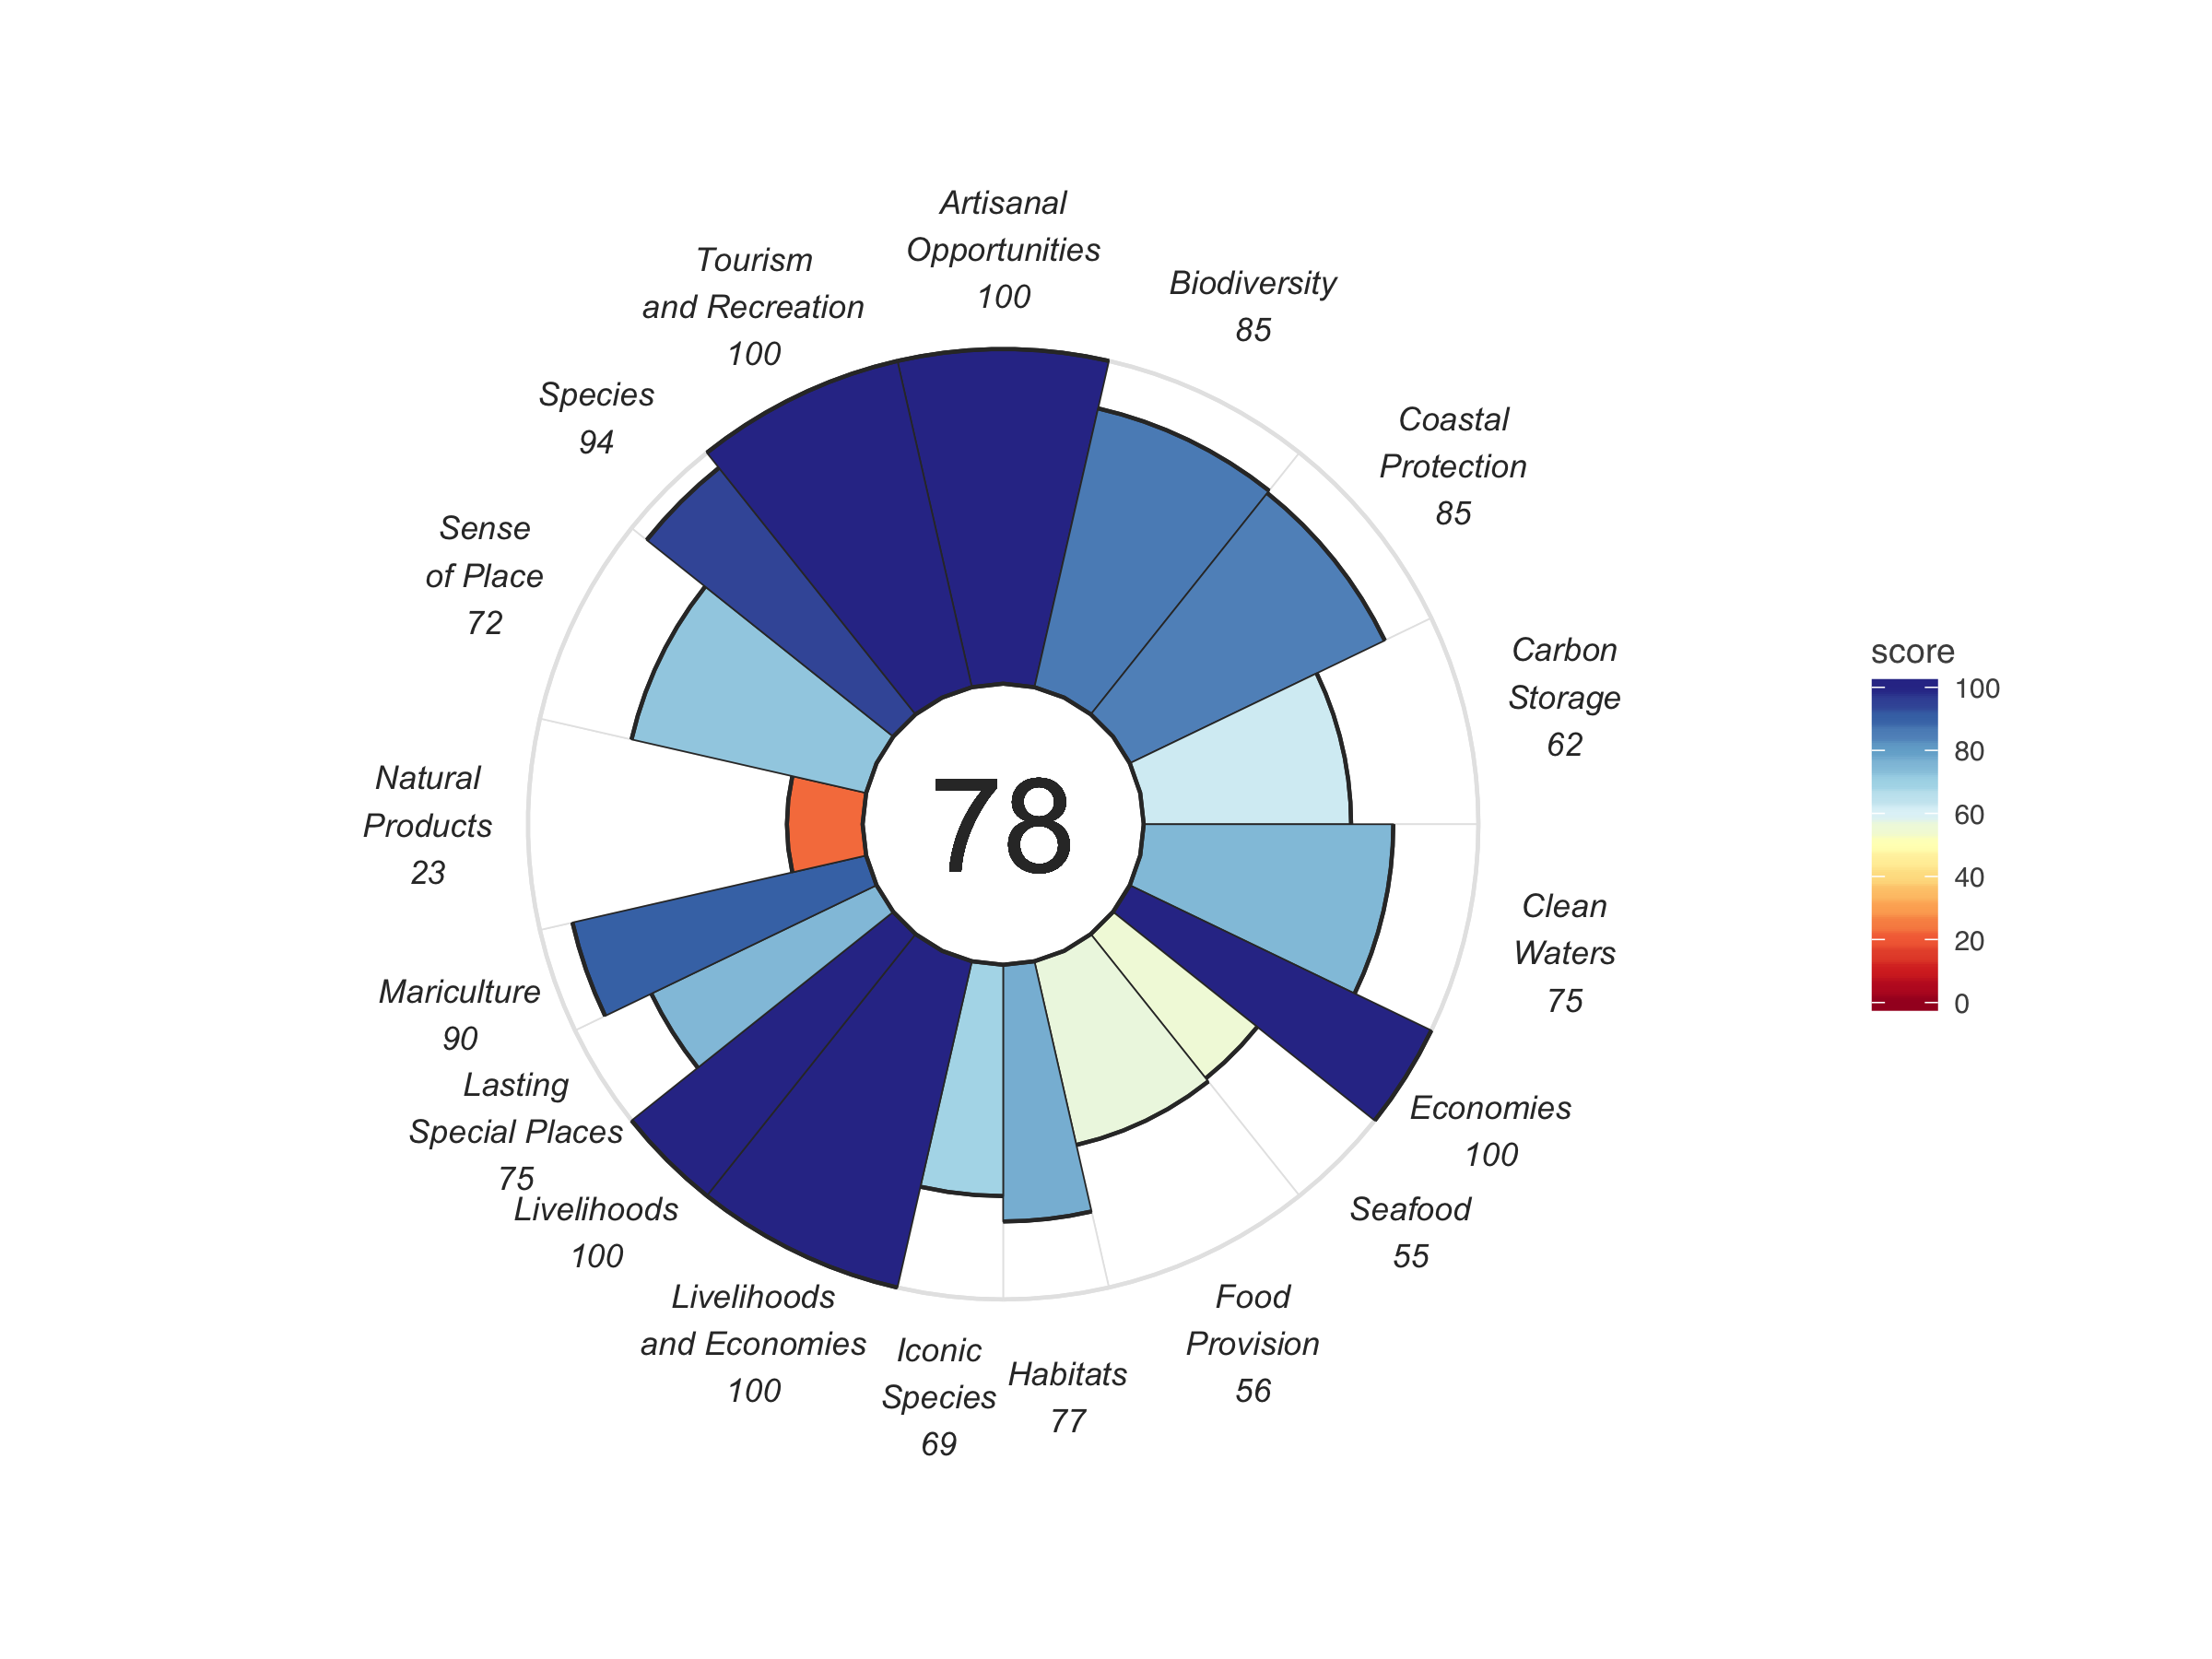 Artisanal
Opportunities
100
Biodiversity
85
Coastal
Protection
85
Carbon
Storage
62
Clean
Waters
75
Economies
100
Seafood
55
Food
Provision
56
Habitats
77
Iconic
Species
69
Livelihoods
and Economies
100
Livelihoods
100
Lasting
Special Places
75
Mariculture
90
Natural
Products
23
Sense
of Place
72
Species
94
Tourism
and Recreation
100
78
score
100
80
60
40
20
0